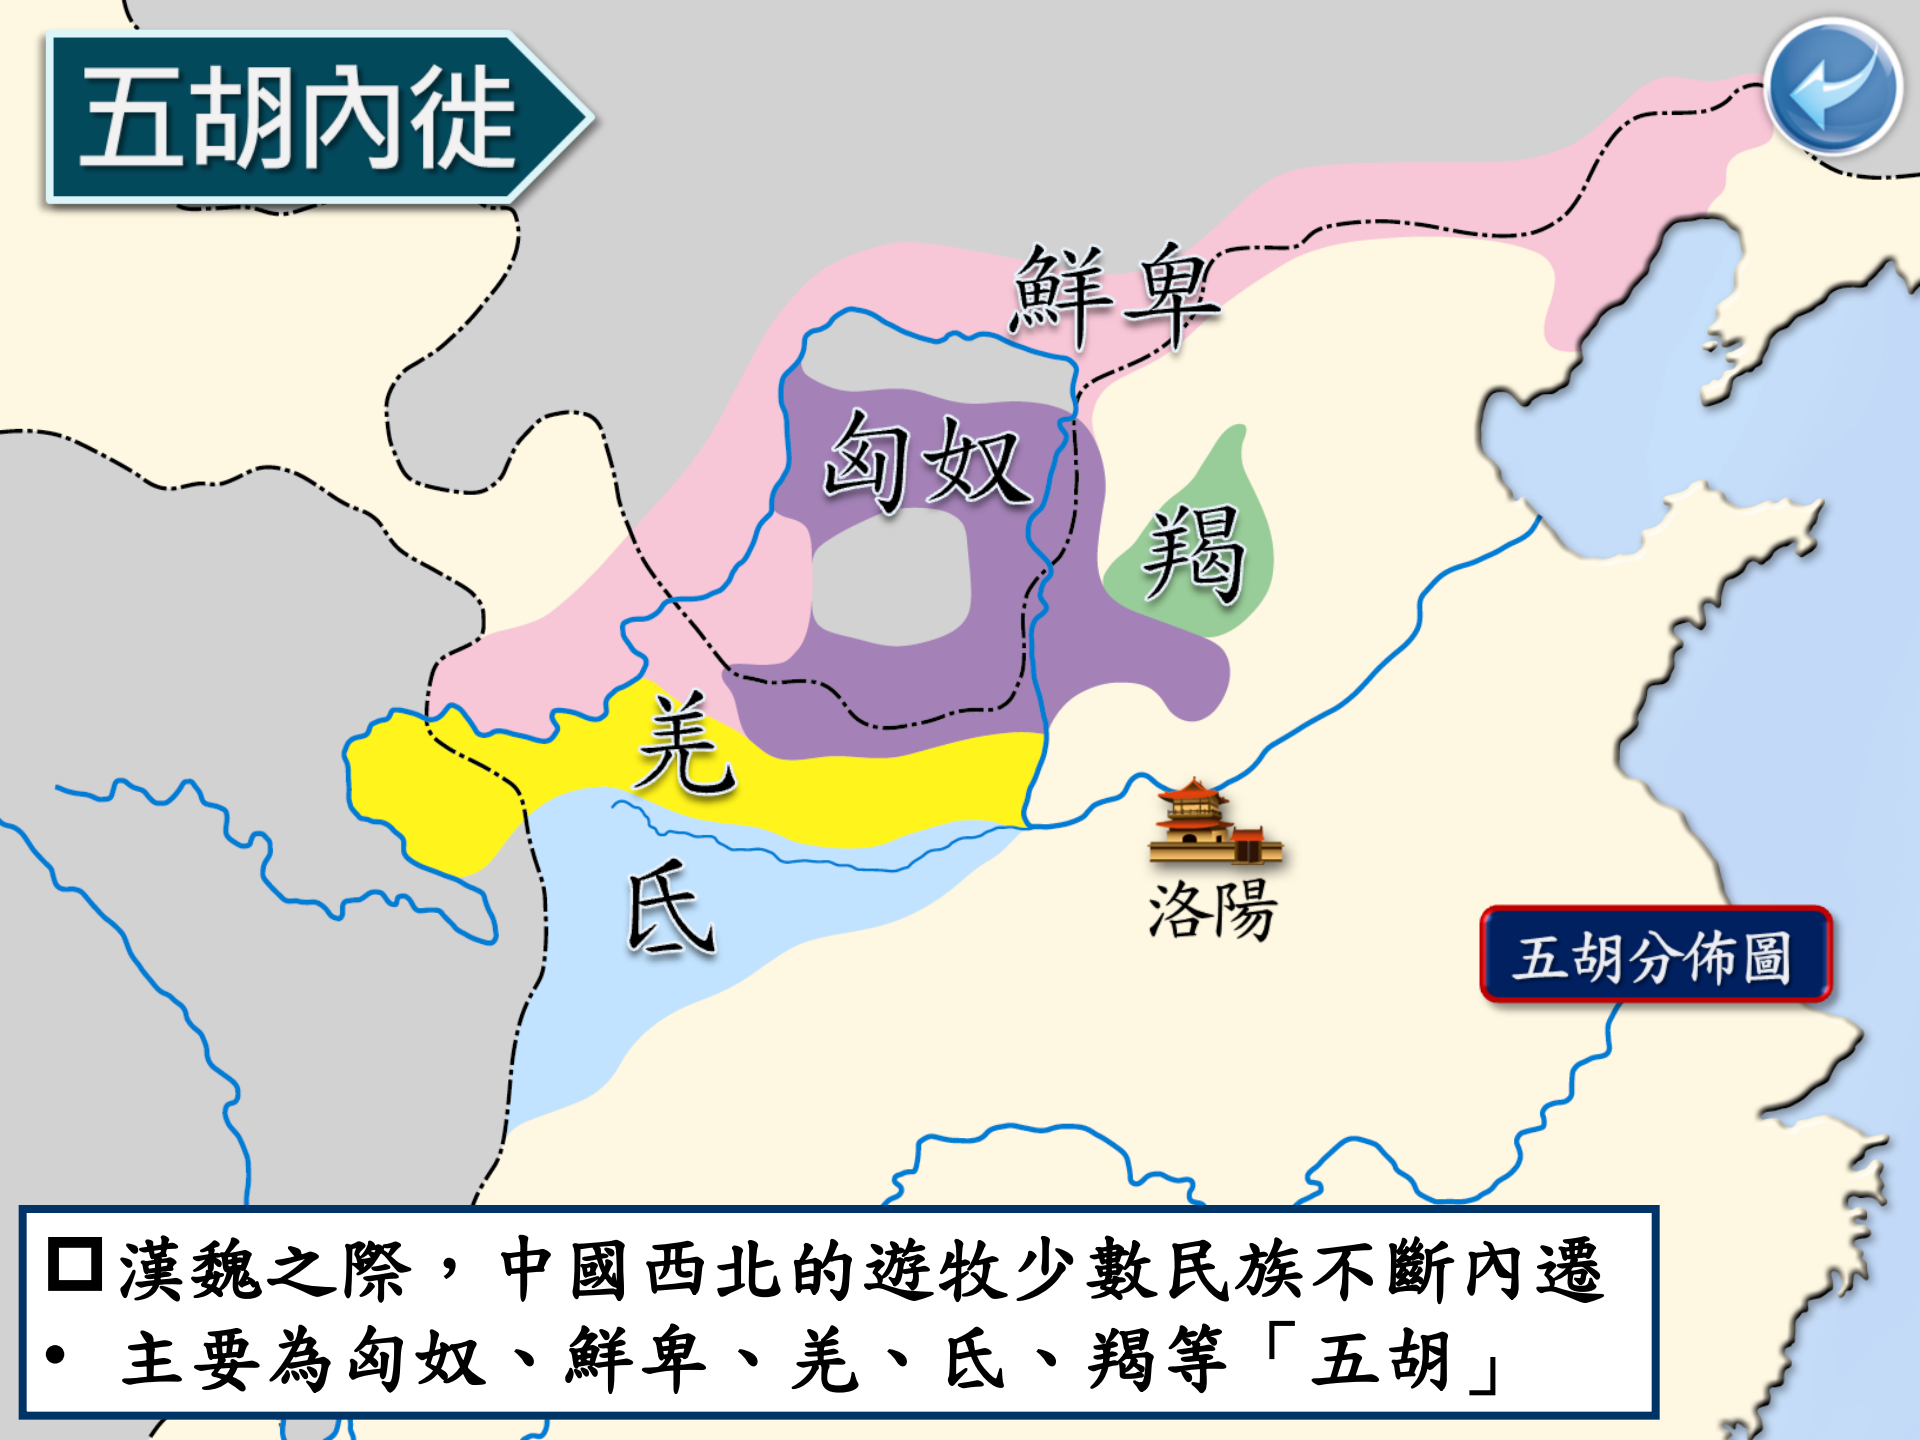 五胡內徙
鮮卑
匈奴
羯
羌
氐
洛陽
五胡分佈圖
漢魏之際，中國西北的遊牧少數民族不斷內遷
• 主要為匈奴、鮮卑、羌、氐、羯等「五胡」